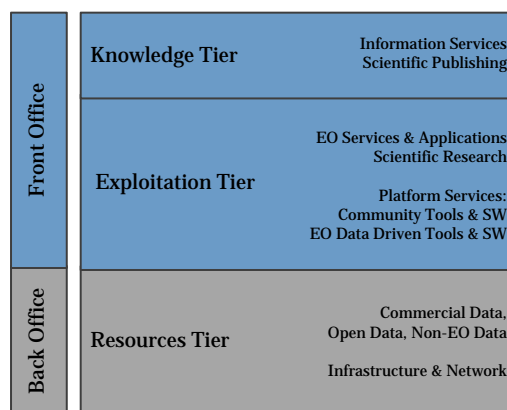 Front Office
Back Office
Knowledge Tier
Information Services
Scientific Publishing
Exploitation Tier
EO Services & Applications
Scientific Research
Platform Services:
Community Tools & SW
EO Data Driven Tools & SW
Resources Tier
Commercial Data,
Open Data, Non-EO Data
Infrastructure & Network